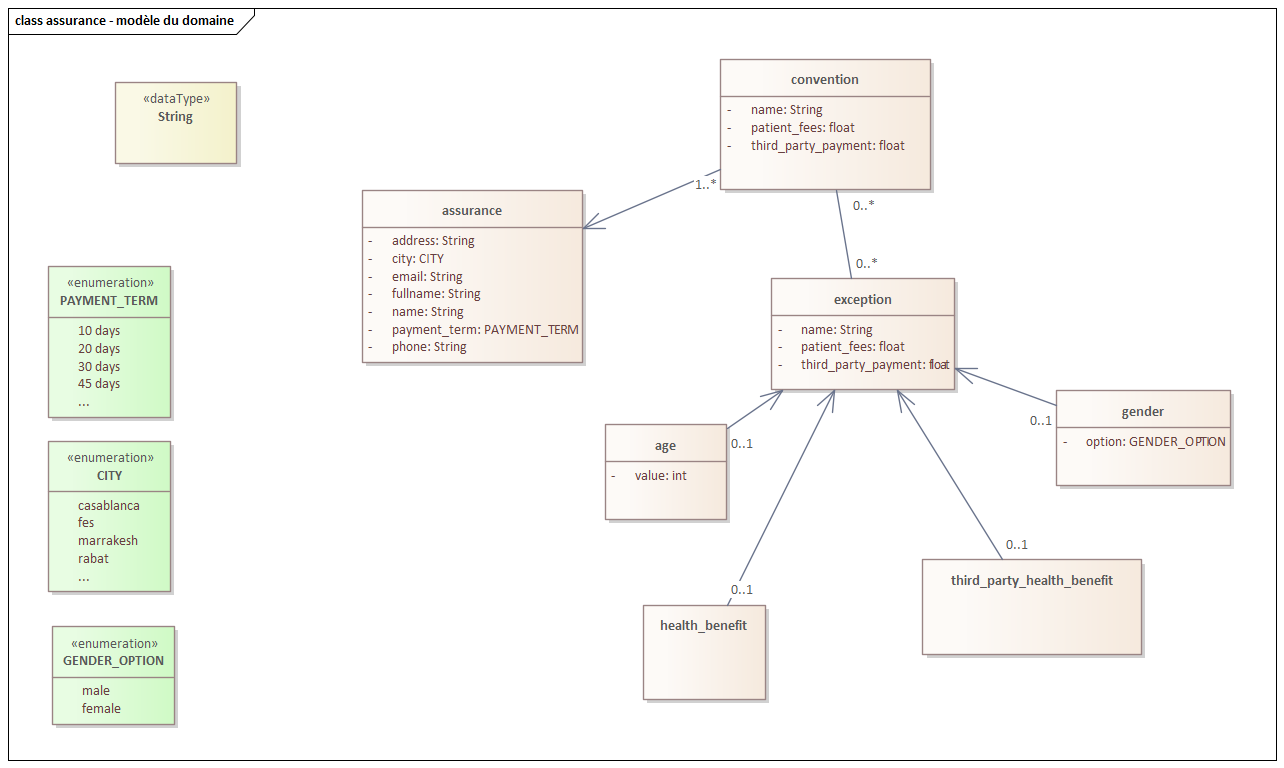 class assurance - modèle du domaine
«dataType»
String
convention
- name: String
- patient_fees: float
- third_party_payment: float
1..*
0..*
assurance
- address: String
- city: CITY
- email: String
- fullname: String
- name: String
- payment_term: PAYMENT_TERM
- phone: String
0..*
«enumeration»
PAYMENT_TERM
10 days
20 days
30 days
45 days
...
exception
- name: String
- patient_fees: float
- third_party_payment: float
gender
- option: GENDER_OPTION
0..1
age
- value: int
0..1
«enumeration»
CITY
casablanca
fes
marrakesh
rabat
...
0..1
third_party_health_benefit
0..1
health_benefit
«enumeration»
GENDER_OPTION
male
female